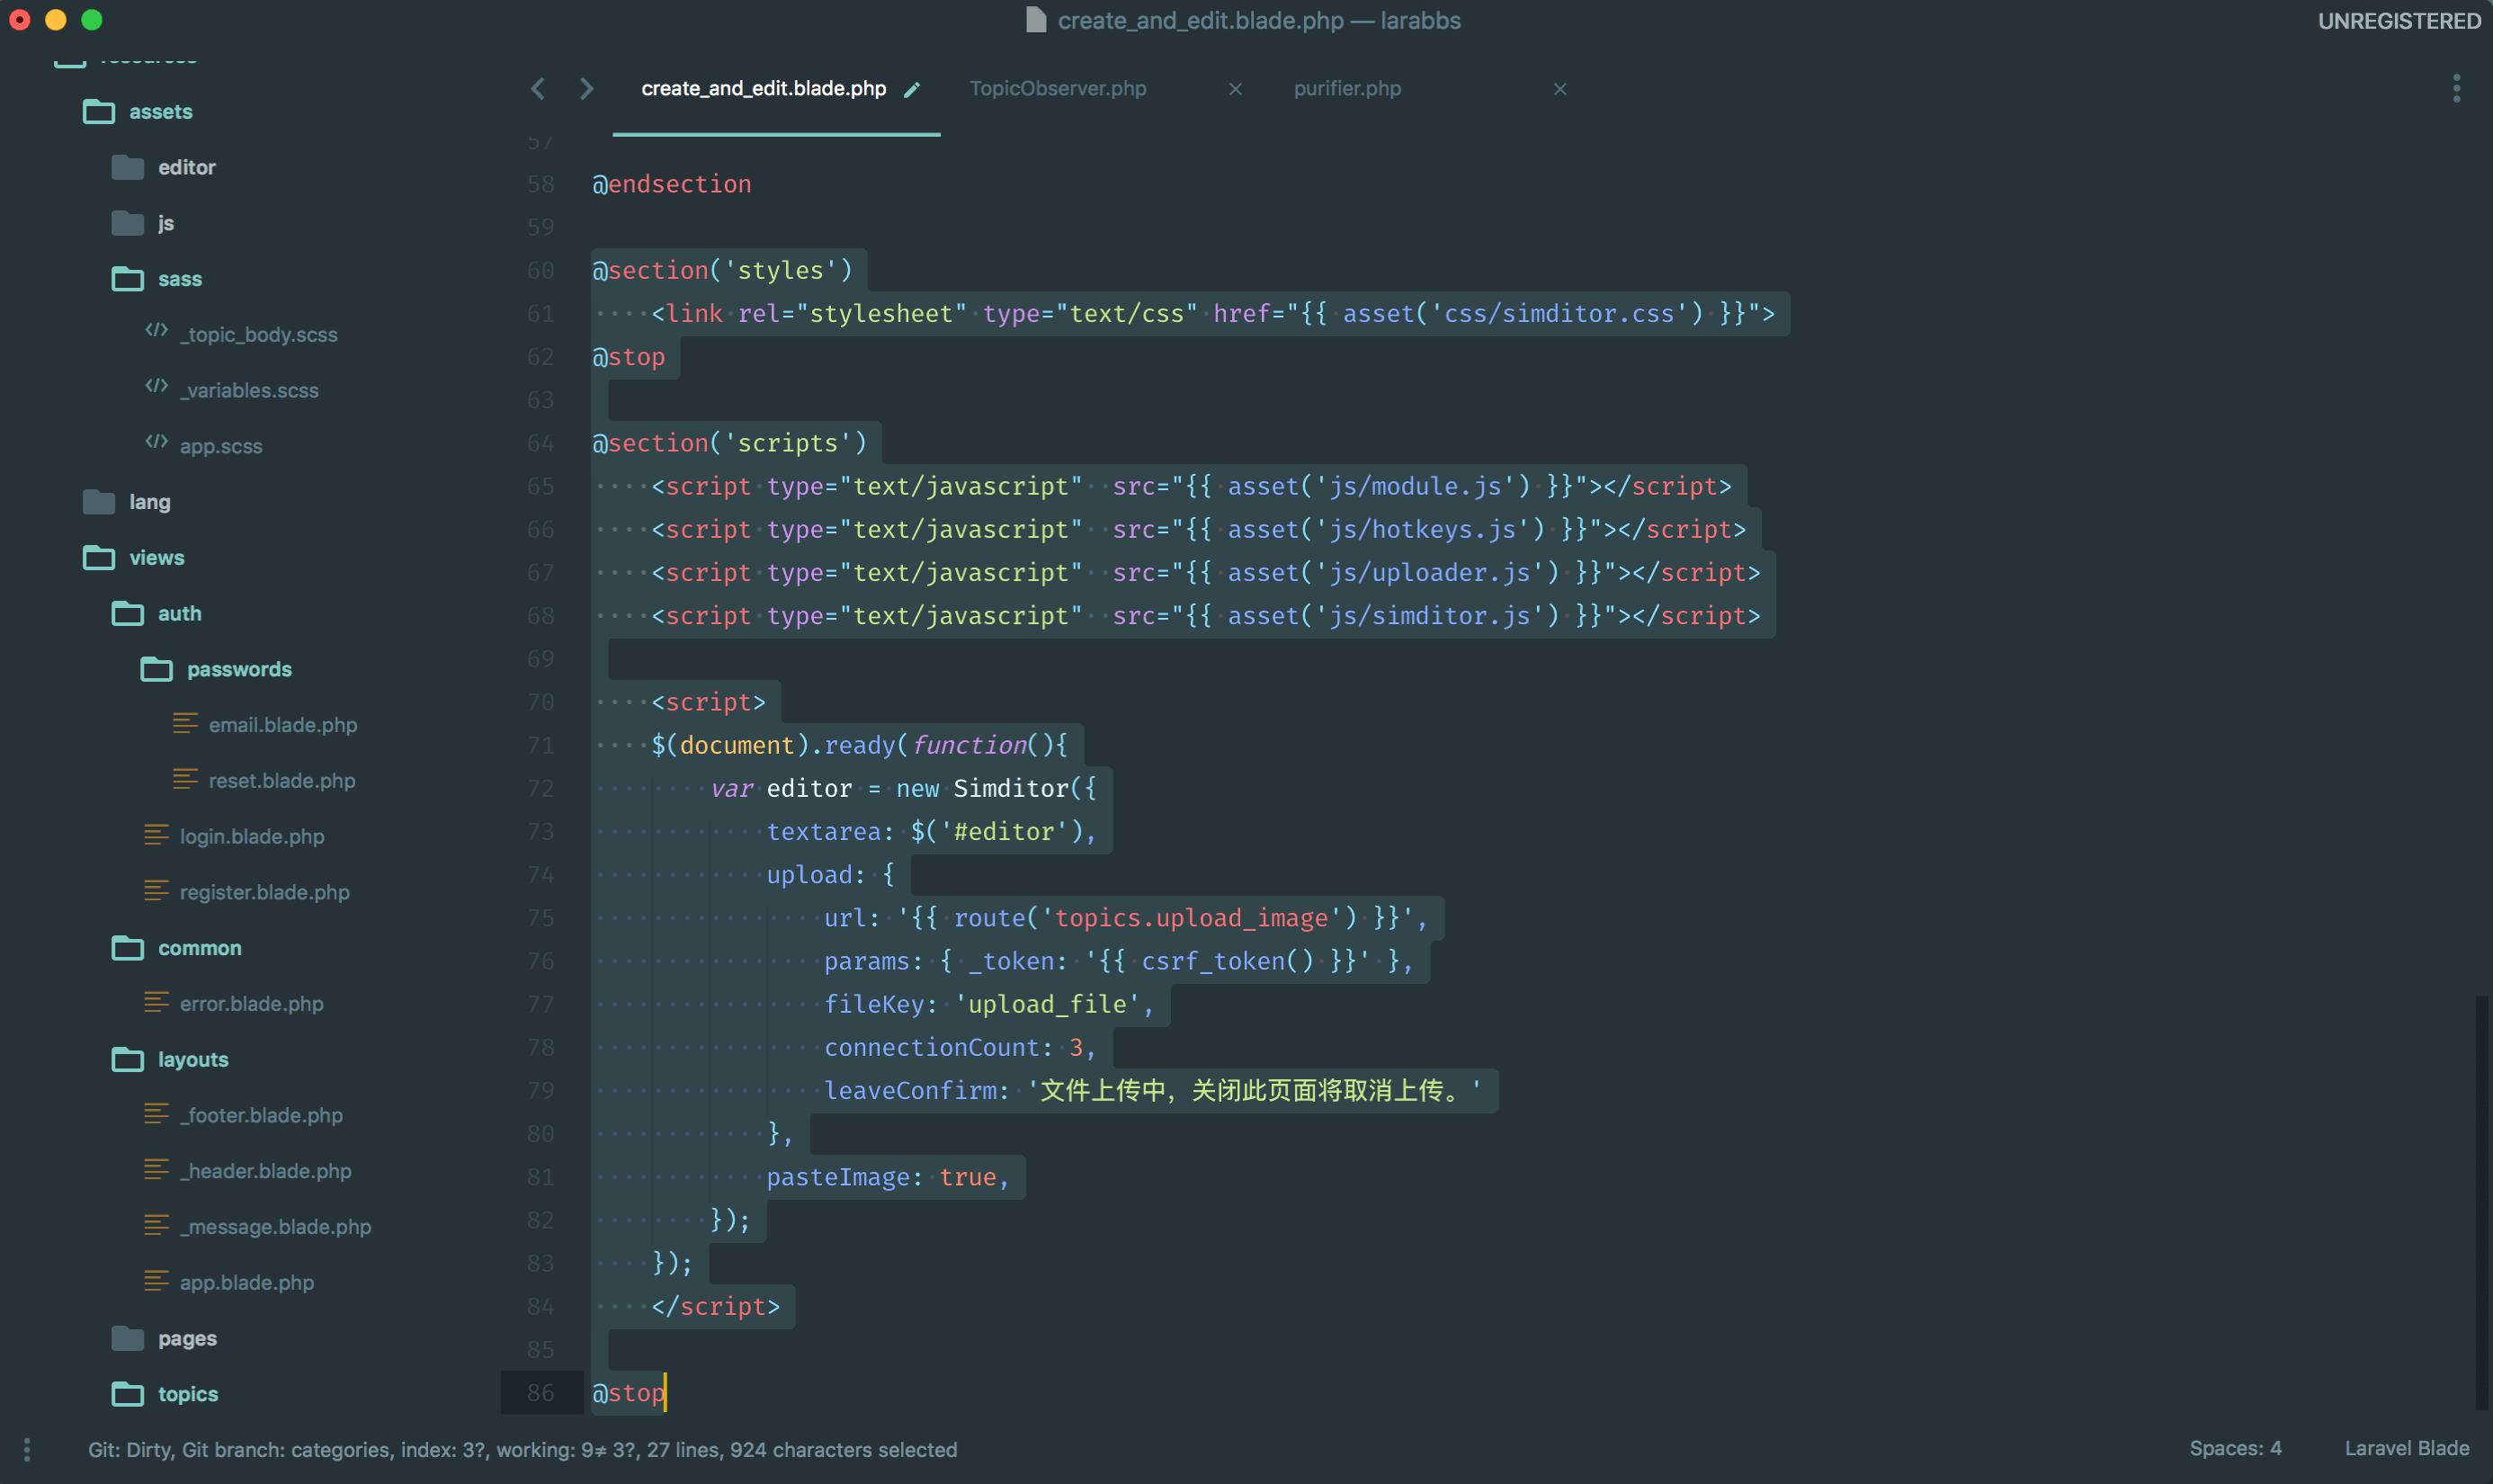 create_and_edit.blade.php — larabbs
UNREGISTERED
resources
assets
editor
js
sass
_topic_body.scss
_variables.scss
app.scss
lang
views
auth
passwords
email.blade.php
reset.blade.php
login.blade.php
register.blade.php
common
error.blade.php
layouts
_footer.blade.php
_header.blade.php
_message.blade.php
app.blade.php
pages
topics
create_and_edit.blade.php
TopicObserver.php
purifier.php
57
58 @endsection
59
60 @section('styles')
61 <link rel="stylesheet" type="text/css" href="{{ asset('css/simditor.css') }}">
62 @stop
63
64 @section('scripts')
65 <script type="text/javascript"  src="{{ asset('js/module.js') }}"></script>
66 <script type="text/javascript"  src="{{ asset('js/hotkeys.js') }}"></script>
67 <script type="text/javascript"  src="{{ asset('js/uploader.js') }}"></script>
68 <script type="text/javascript"  src="{{ asset('js/simditor.js') }}"></script>
69
70 <script>
71 $(document).ready(function(){
72 var editor = new Simditor({
73 textarea: $('#editor'),
74 upload: {
75 url: '{{ route('topics.upload_image') }}',
76 params: { _token: '{{ csrf_token() }}' },
77 fileKey: 'upload_file',
78 connectionCount: 3,
79 leaveConfirm: '文件上传中，关闭此页面将取消上传。'
80 },
81 pasteImage: true,
82 });
83 });
84 </script>
85
86 @stop
Git: Dirty, Git branch: categories, index: 3?, working: 9≠ 3?, 27 lines, 924 characters selected
Spaces: 4
Laravel Blade